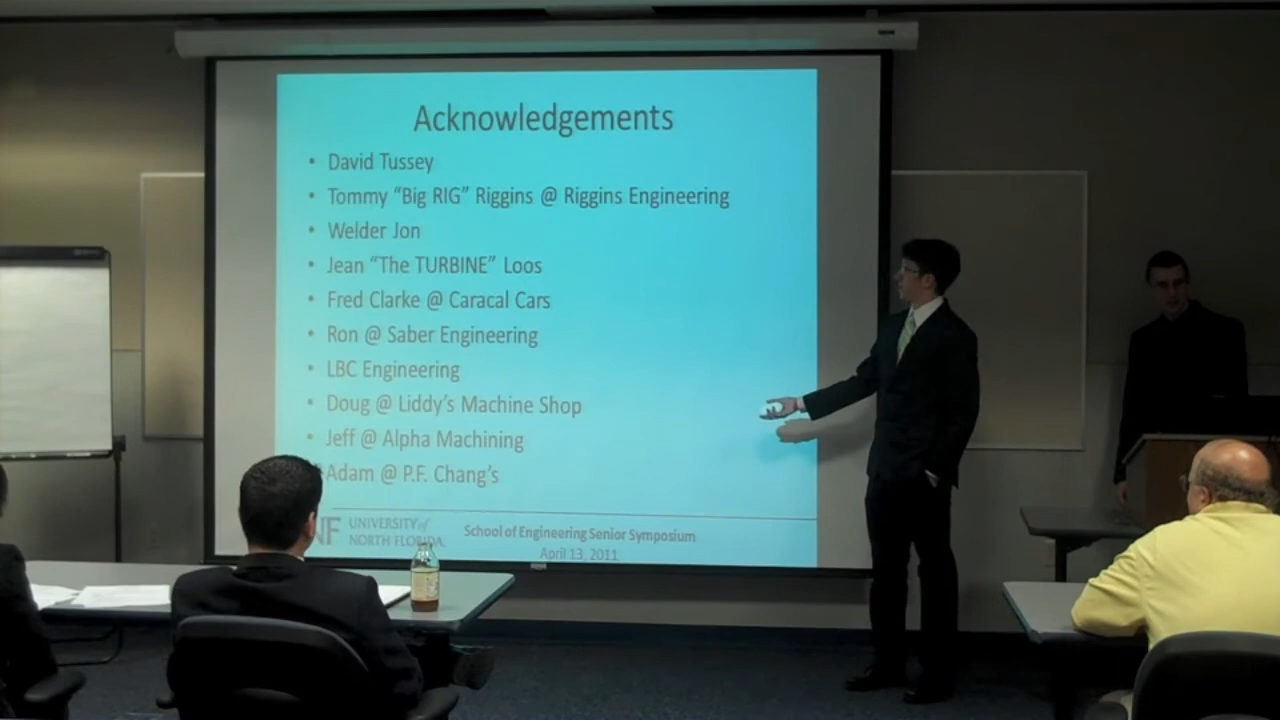 Acknowledgements
• David Tussey
• Tommy “Big RIG” Riggins @ Riggins Engineering
• Welder Jon
• Jean “The TURBINE” Loos
• Fred Clarke @ Caracal Cars
• Ron @ Saber Engineering
• LBC Engineering
• Doug @ Liddy’s Machine Shop
• Jeff @ Alpha Machining
Adam @ P.F. Chang’s
NF
UNIVERSITY of
NORTH FLORIDA.
School of Engineering Senior Symposium
April 13, 2011